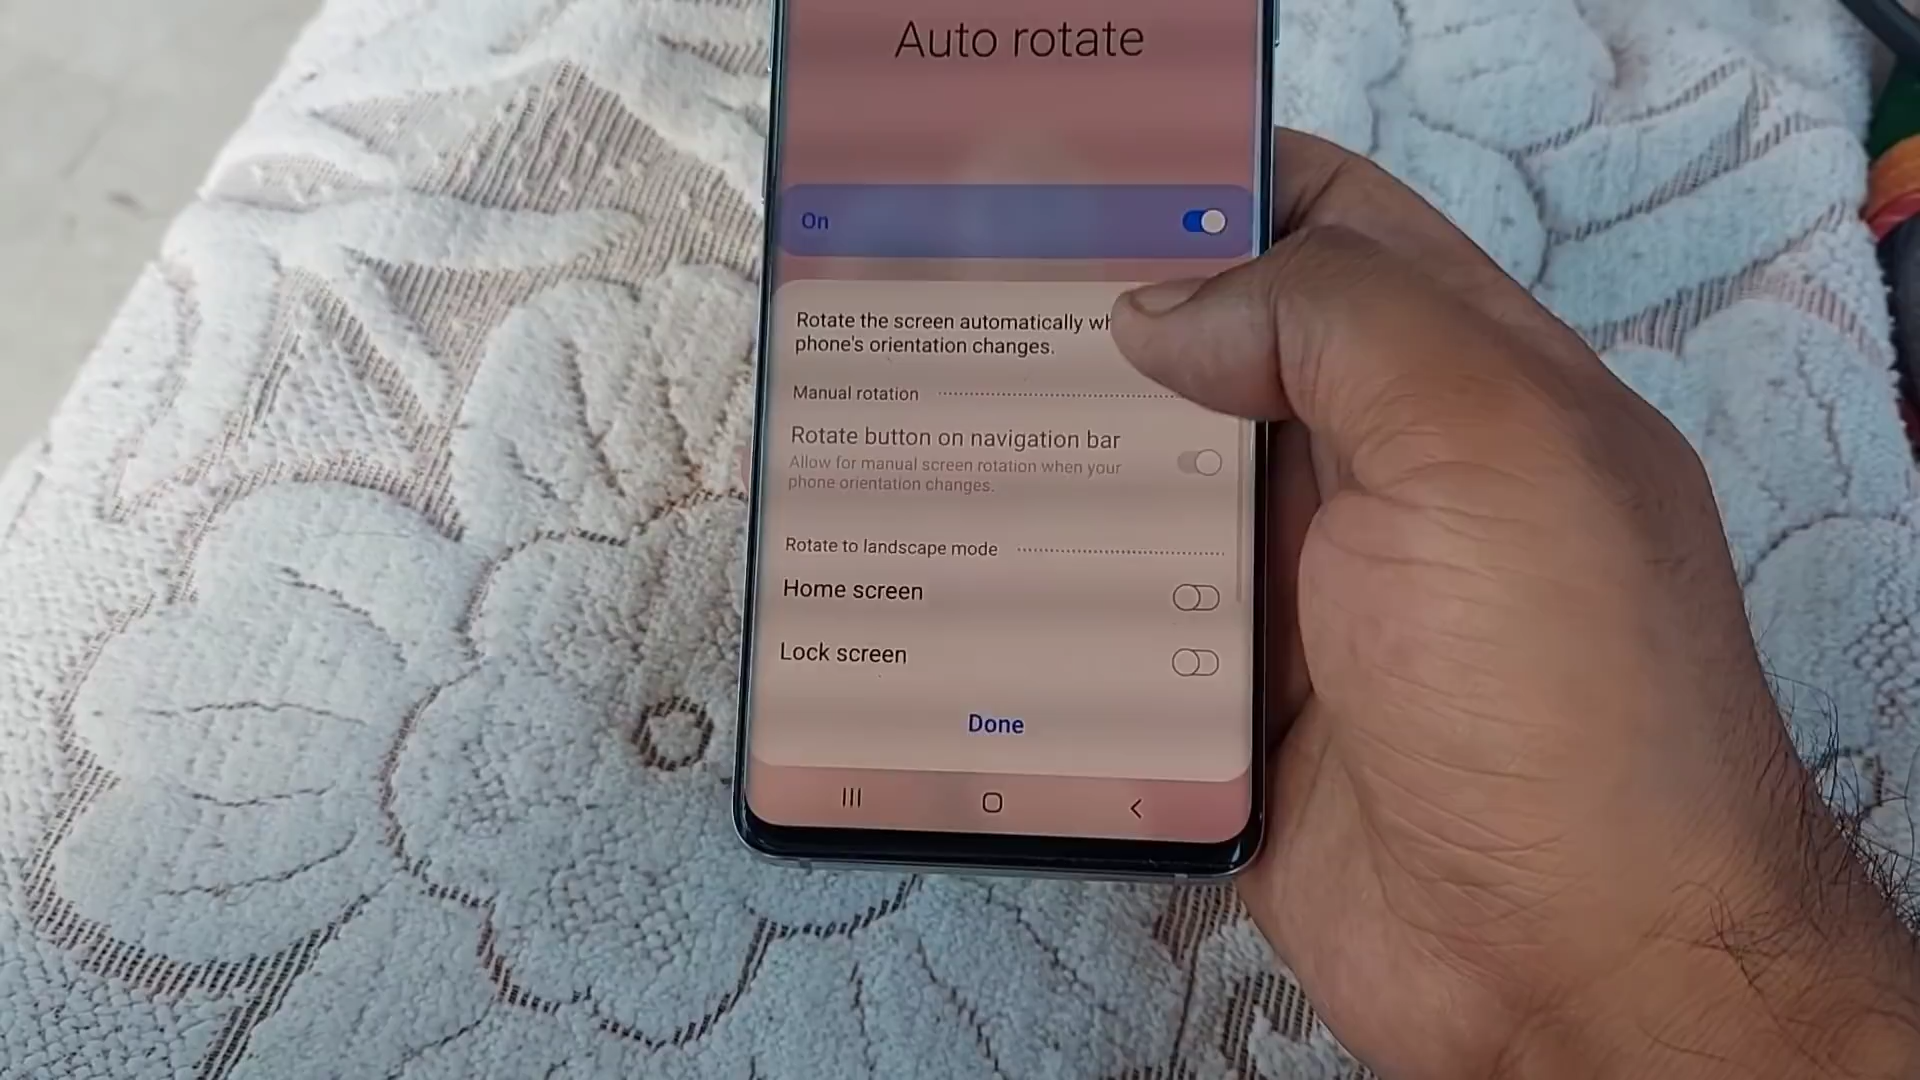 Auto rotate
On
Rotate the screen automatically
phone's orientation changes.
Manual rotation
Rotate button on navigation bar
Allow for manual screen rotation when your
phone orientation changes.
Rotate to landscape mode
Home screen
Lock screen
Done